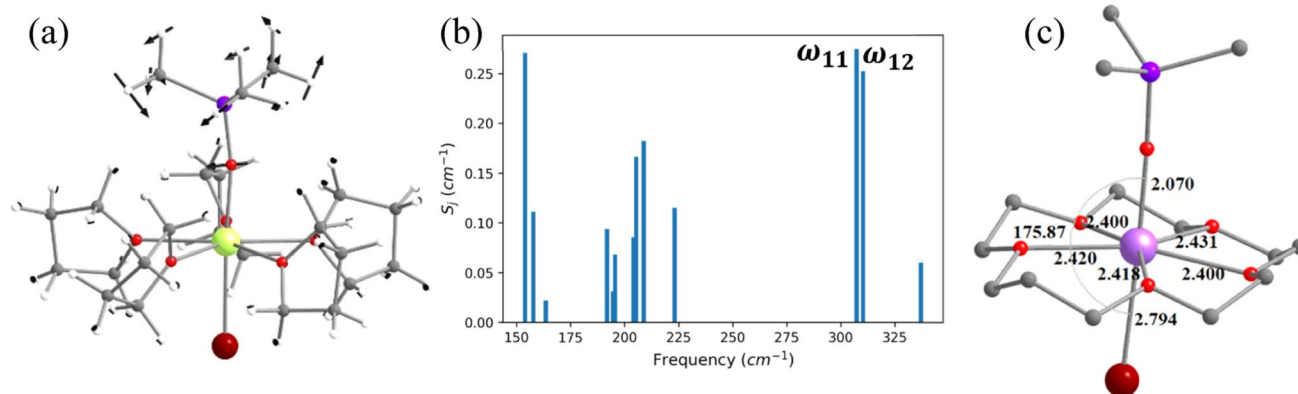 (a)
(b)
S_j (cm⁻¹)
0.25
0.20
0.15
0.10
0.05
0.00
ω₁₁ ω₁₂
150 175 200 225 250 275 300 325
Frequency (cm⁻¹)
(c)
2.070
2.400
175.87
2.431
2.420
2.418
2.400
2.794